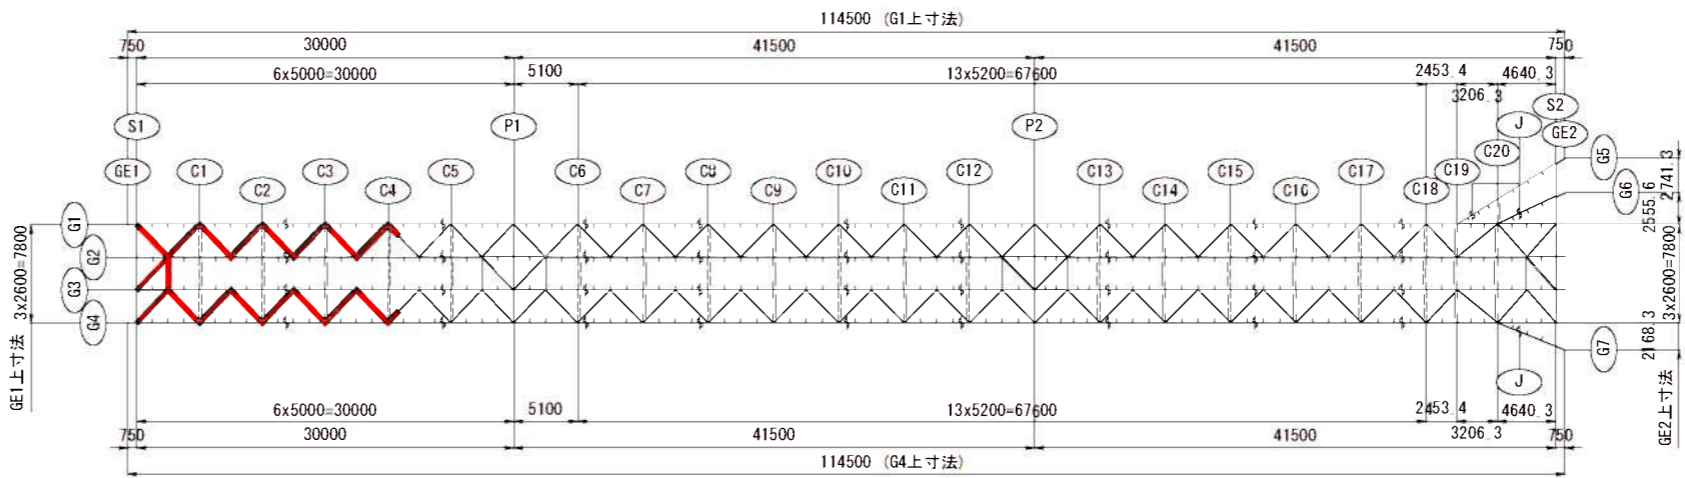 114500 (G1上寸法)
750 30000 41500 41500 750
6x5000=30000 5100 13x5200=67600 2453.4 4640.3
3206.3
S1 P1 P2 J S2
GE2
GE1 C1 C2 C3 C4 C5 C6 C7 C8 C9 C10 C11 C12 C13 C14 C15 C16 C17 C18 C19 C20 G5
G6
G1
G2
G3
G4
G7
J
GE1上寸法 3x2600=7800
2741.3
2555.6
3x2600=7800
2168.3
GE2上寸法
6x5000=30000 5100 13x5200=67600 2453.4 4640.3
3206.3
750 30000 41500 41500 750
114500 (G4上寸法)